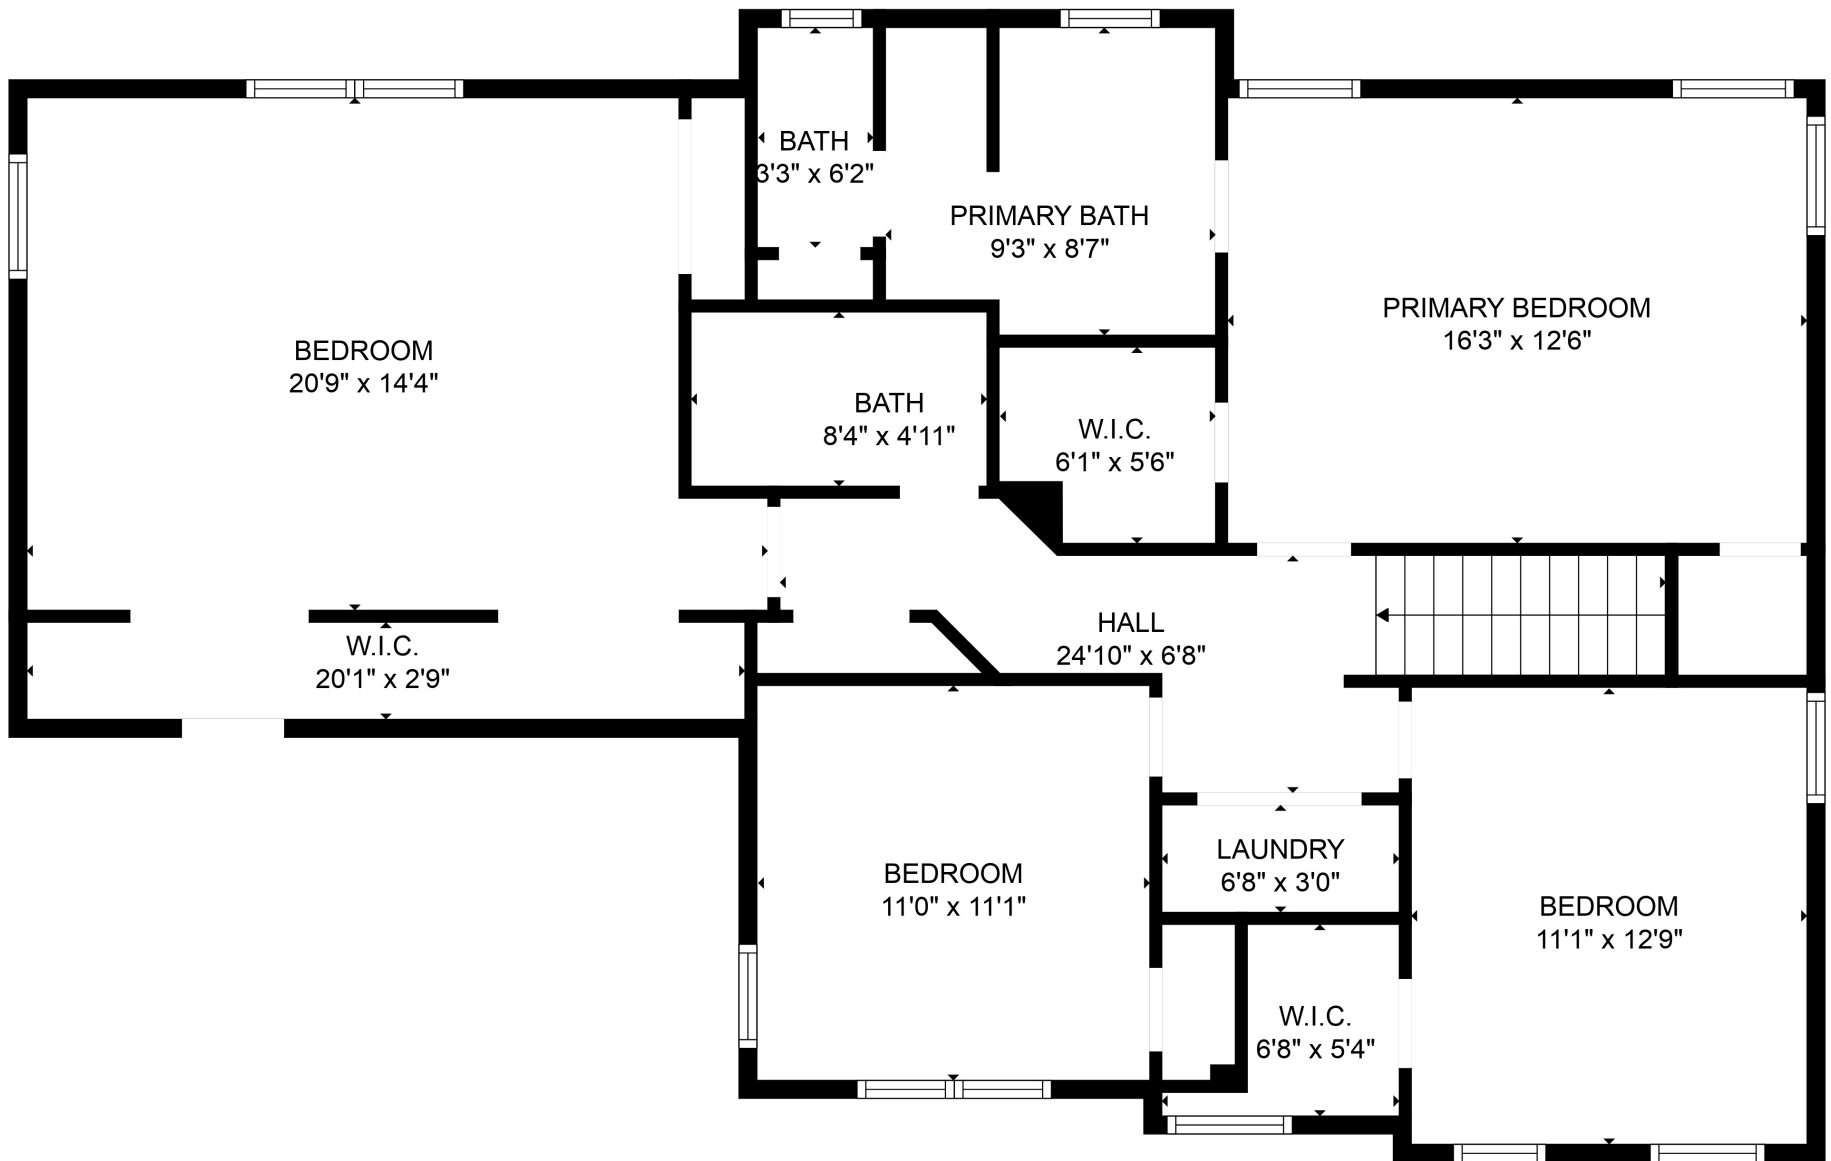 BATH
3'3" x 6'2"
PRIMARY BATH
9'3" x 8'7"
PRIMARY BEDROOM
16'3" x 12'6"
BEDROOM
20'9" x 14'4"
BATH
8'4" x 4'11"
W.I.C.
6'1" x 5'6"
HALL
24'10" x 6'8"
W.I.C.
20'1" x 2'9"
BEDROOM
11'0" x 11'1"
LAUNDRY
6'8" x 3'0"
BEDROOM
11'1" x 12'9"
W.I.C.
6'8" x 5'4"